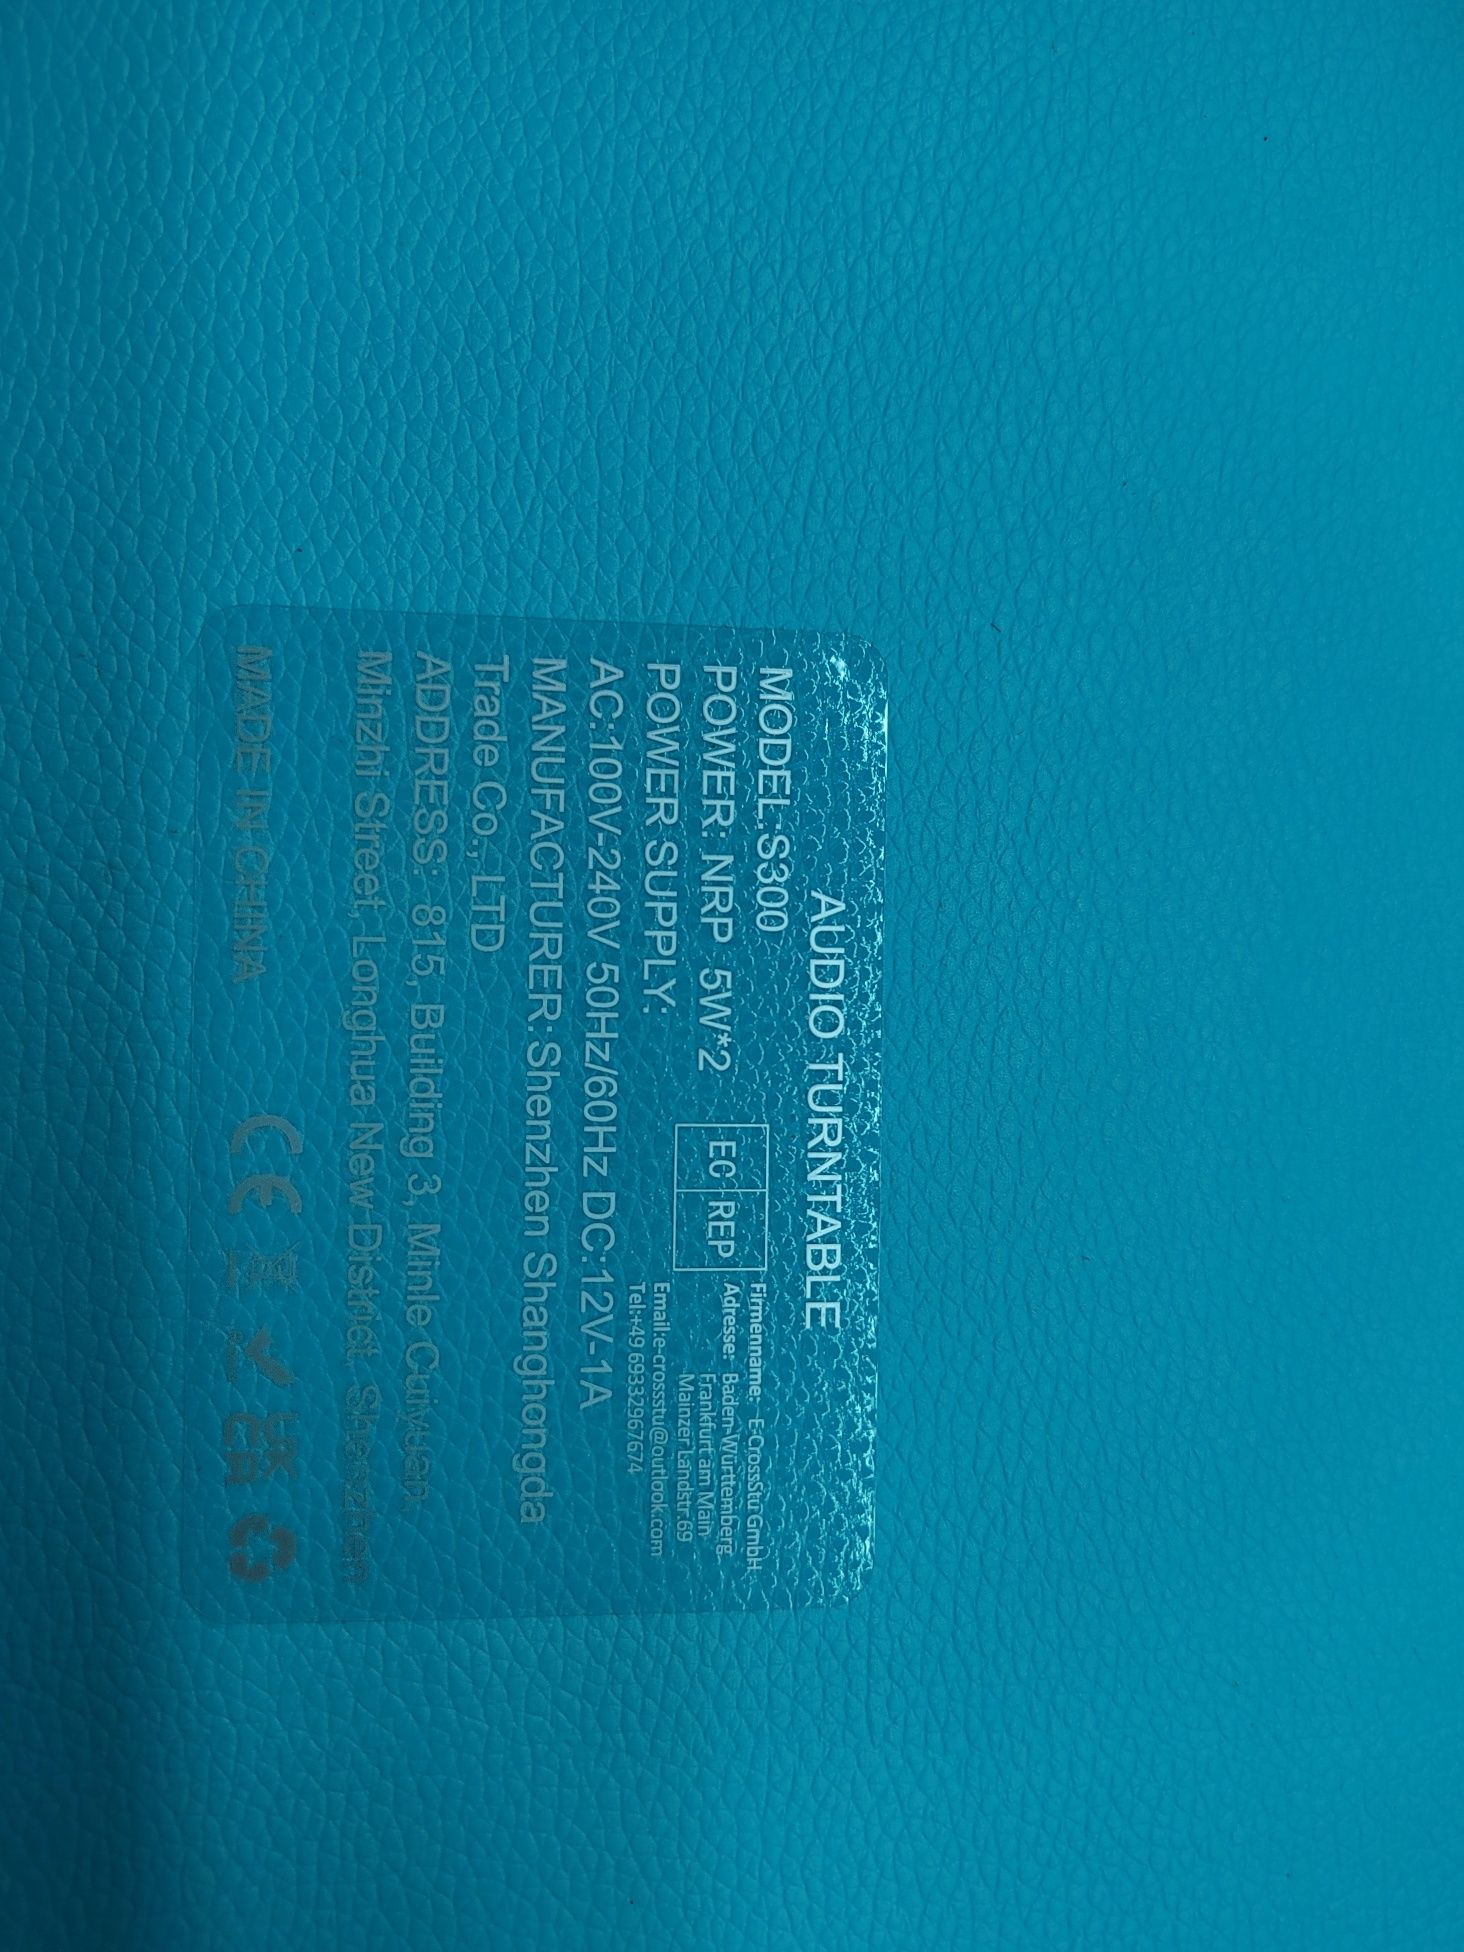 AUDIO TURNTABLE
MODEL:S300
POWER: NRP 5W*2
POWER SUPPLY:
EC REP
Firmenname: E-CrossStu GmbH.
Adresse: Baden-Württemberg
Frankfurt am Main
Mainzer Landstr.69
Email:e-crossstu@outlook.com
Tel:+49 69332967674
AC:100V-240V 50Hz/60Hz DC:12V-1A
MANUFACTURER:Shenzhen Shanghongda
Trade Co., LTD
ADDRESS: 815, Building 3, Minle Cuiyuan,
Minzhi Street, Longhua New District, Shenzhen
MADE IN CHINA
CE
UK
CA